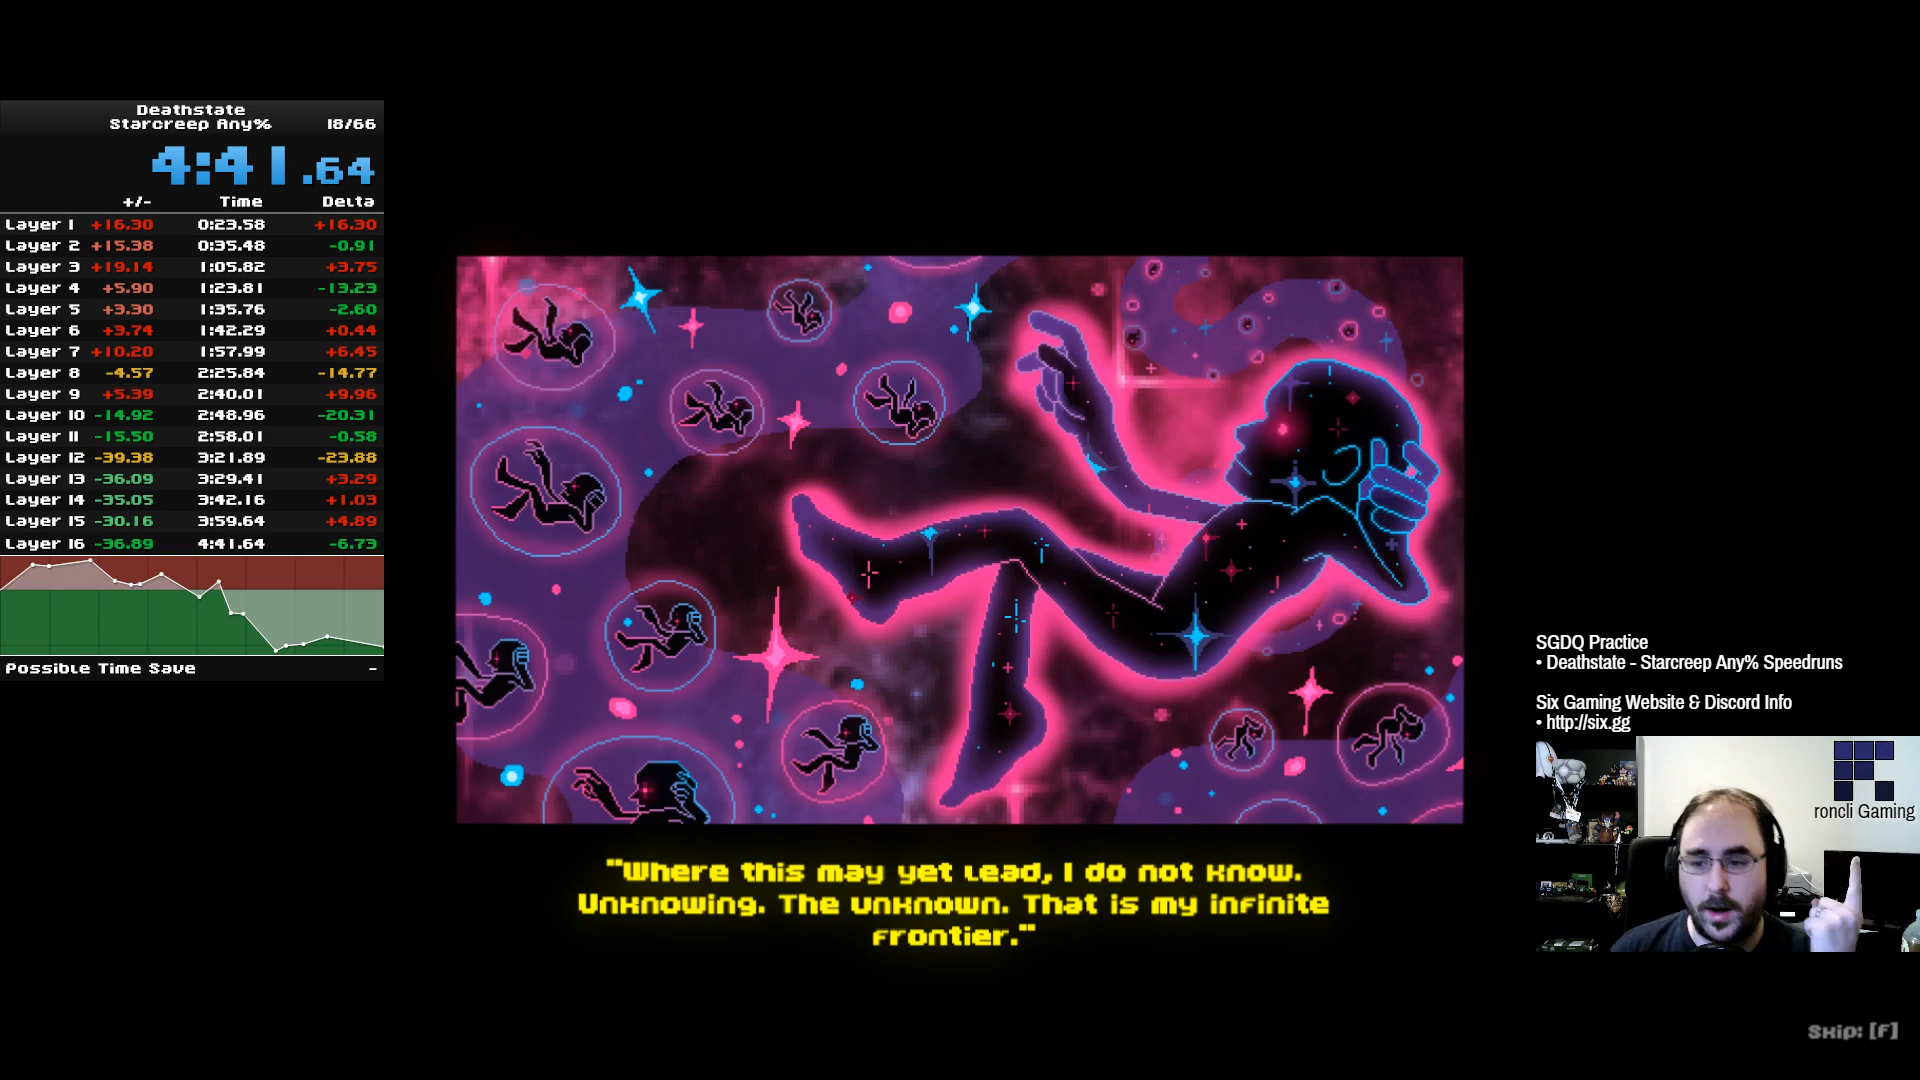 Deathstate
Starcreep Any% 18/66
4:41.64
+/- Time Delta
Layer 1 +16.30 0:23.58 +16.30
Layer 2 +15.38 0:35.48 -0.91
Layer 3 +19.14 1:05.82 +3.75
Layer 4 +5.90 1:23.81 -13.23
Layer 5 +3.30 1:35.76 -2.60
Layer 6 +3.74 1:42.29 +0.44
Layer 7 +10.20 1:57.99 +6.45
Layer 8 -4.57 2:25.84 -14.77
Layer 9 +5.39 2:40.01 +9.96
Layer 10 -14.92 2:48.96 -20.31
Layer 11 -15.50 2:58.01 -0.58
Layer 12 -39.38 3:21.89 -23.88
Layer 13 -36.09 3:29.41 +3.29
Layer 14 -35.05 3:42.16 +1.03
Layer 15 -30.16 3:59.64 +4.89
Layer 16 -36.89 4:41.64 -6.73
Possible Time Save -
"Where this may yet lead, I do not know.
Unknowing. The unknown. That is my infinite
frontier."
SGDQ Practice
• Deathstate - Starcreep Any% Speedruns
Six Gaming Website & Discord Info
• http://six.gg
roncli Gaming
Skip: [F]